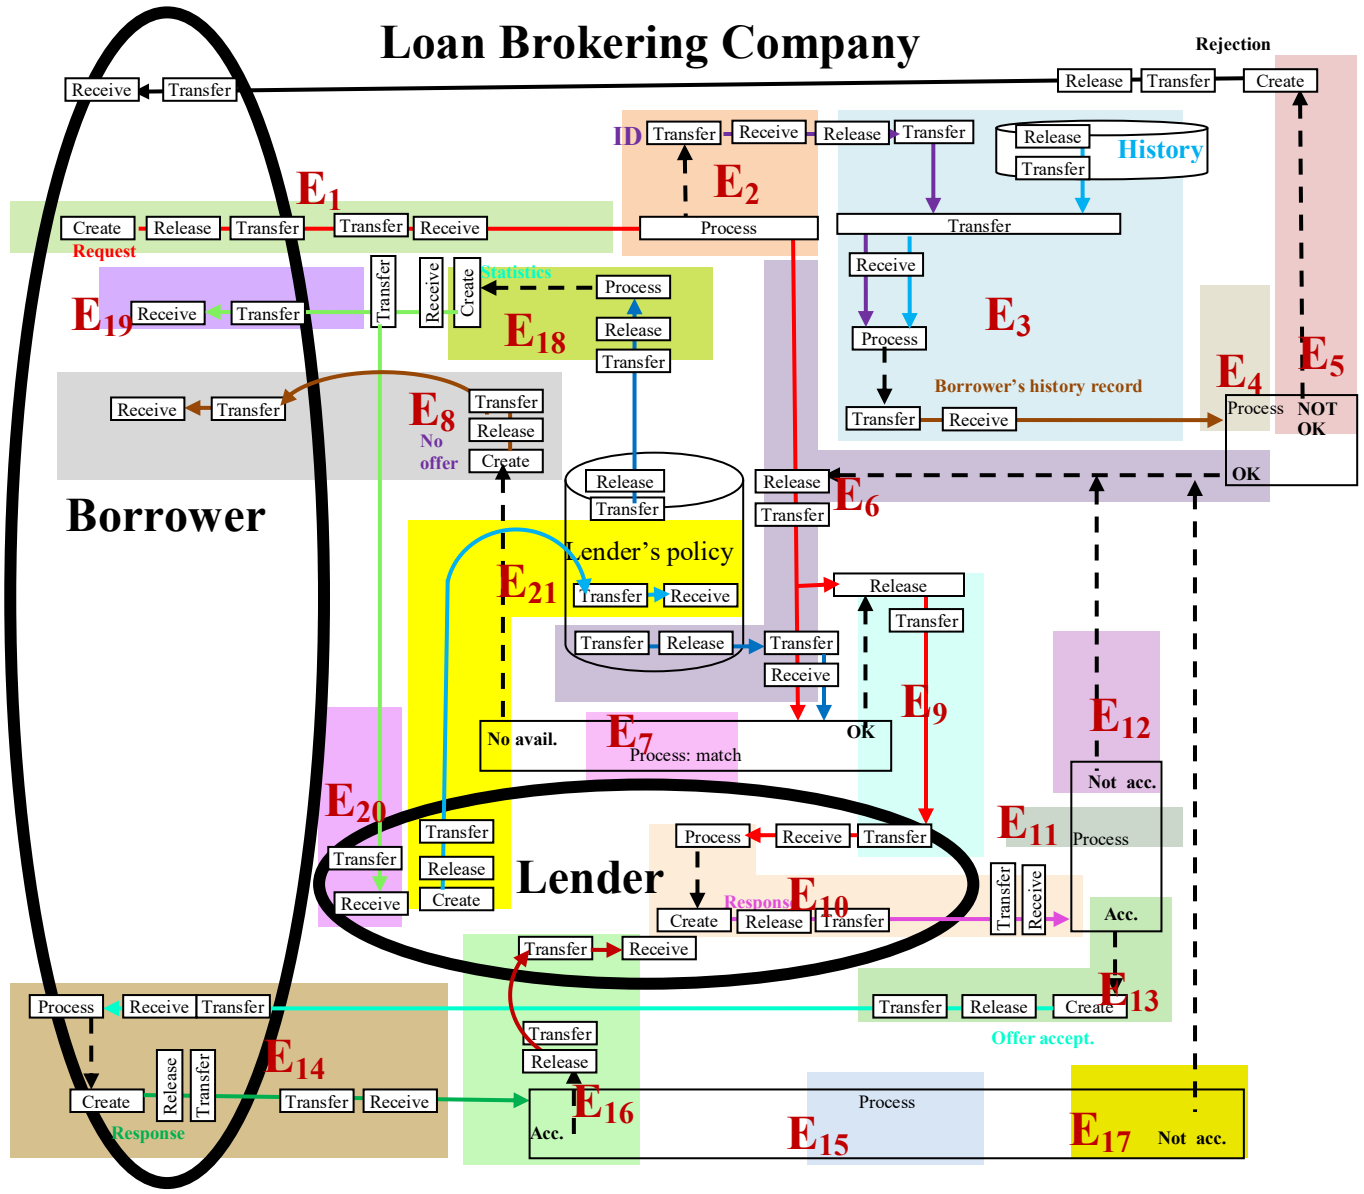 Loan Brokering Company
Rejection
Receive
Transfer
Release
Transfer
Create
ID
Transfer
Receive
Release
Transfer
Release
History
Transfer
E2
E1
Create
Release
Transfer
Transfer
Receive
Process
Transfer
Request
Transfer
Receive
Create
Statistics
Process
Receive
E19
Receive
Transfer
E18
Release
E3
Process
E5
Transfer
E4
Borrower's history record
Receive
Transfer
E8
Transfer
Transfer
Receive
Process
NOT
OK
Release
No
offer
Create
OK
Release
Release
E6
Borrower
Transfer
Transfer
Lender's policy
E21
Transfer
Receive
Release
Transfer
Transfer
Release
Transfer
Receive
E9
E12
No avail.
E7
OK
Process: match
Not acc.
E20
Transfer
Process
Receive
Transfer
E11
Process
Transfer
Release
Lender
Receive
Create
Response
E10
Transfer
Receive
Create
Release
Transfer
Acc.
Transfer
Receive
E13
Process
Receive
Transfer
Transfer
Release
Create
Transfer
Offer accept.
E14
Release
Release
Transfer
Create
Transfer
Receive
E16
Process
Response
Acc.
E15
E17
Not acc.